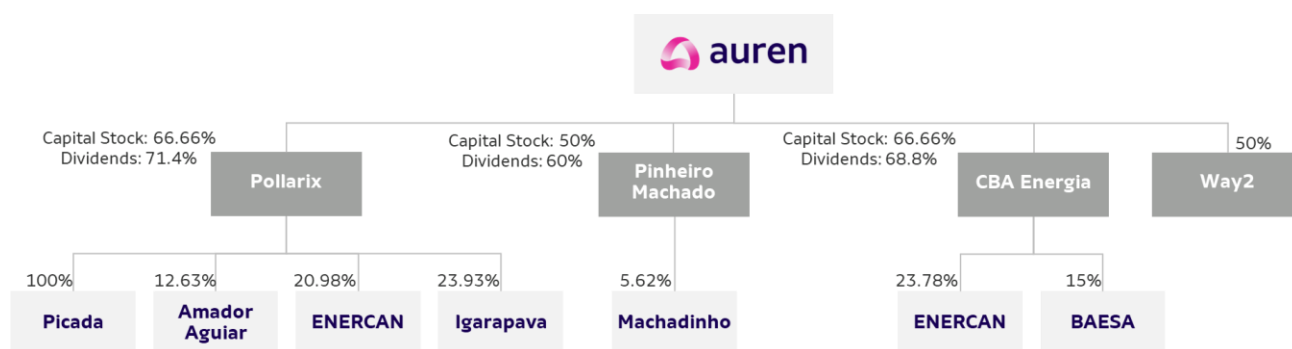 auren
Capital Stock: 66.66%
Dividends: 71.4%
Pollarix
Capital Stock: 50%
Dividends: 60%
Pinheiro
Machado
Capital Stock: 66.66%
Dividends: 68.8%
CBA Energia
50%
Way2
100%
Picada
12.63%
Amador
Aguiar
20.98%
ENERCAN
23.93%
Igarapava
5.62%
Machadinho
23.78%
ENERCAN
15%
BAESA